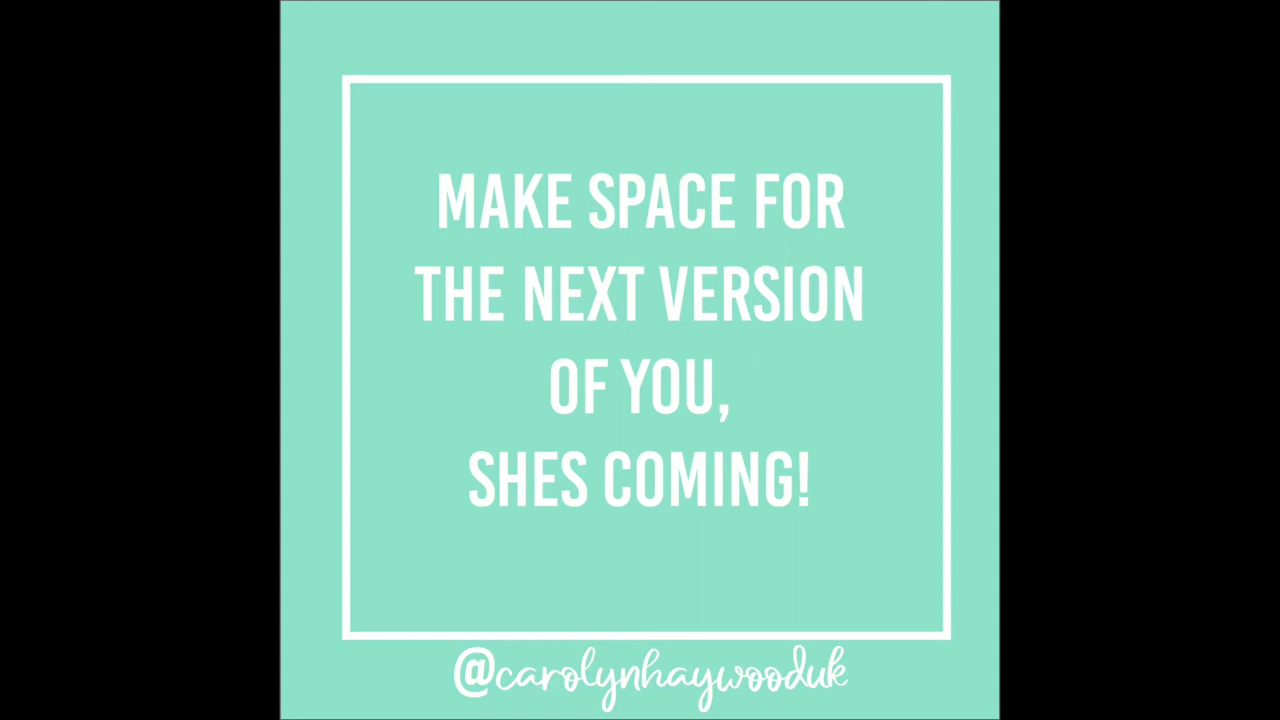 MAKE SPACE FOR
THE NEXT VERSION
OF YOU,
SHES COMING!
@carolynhaywooduk